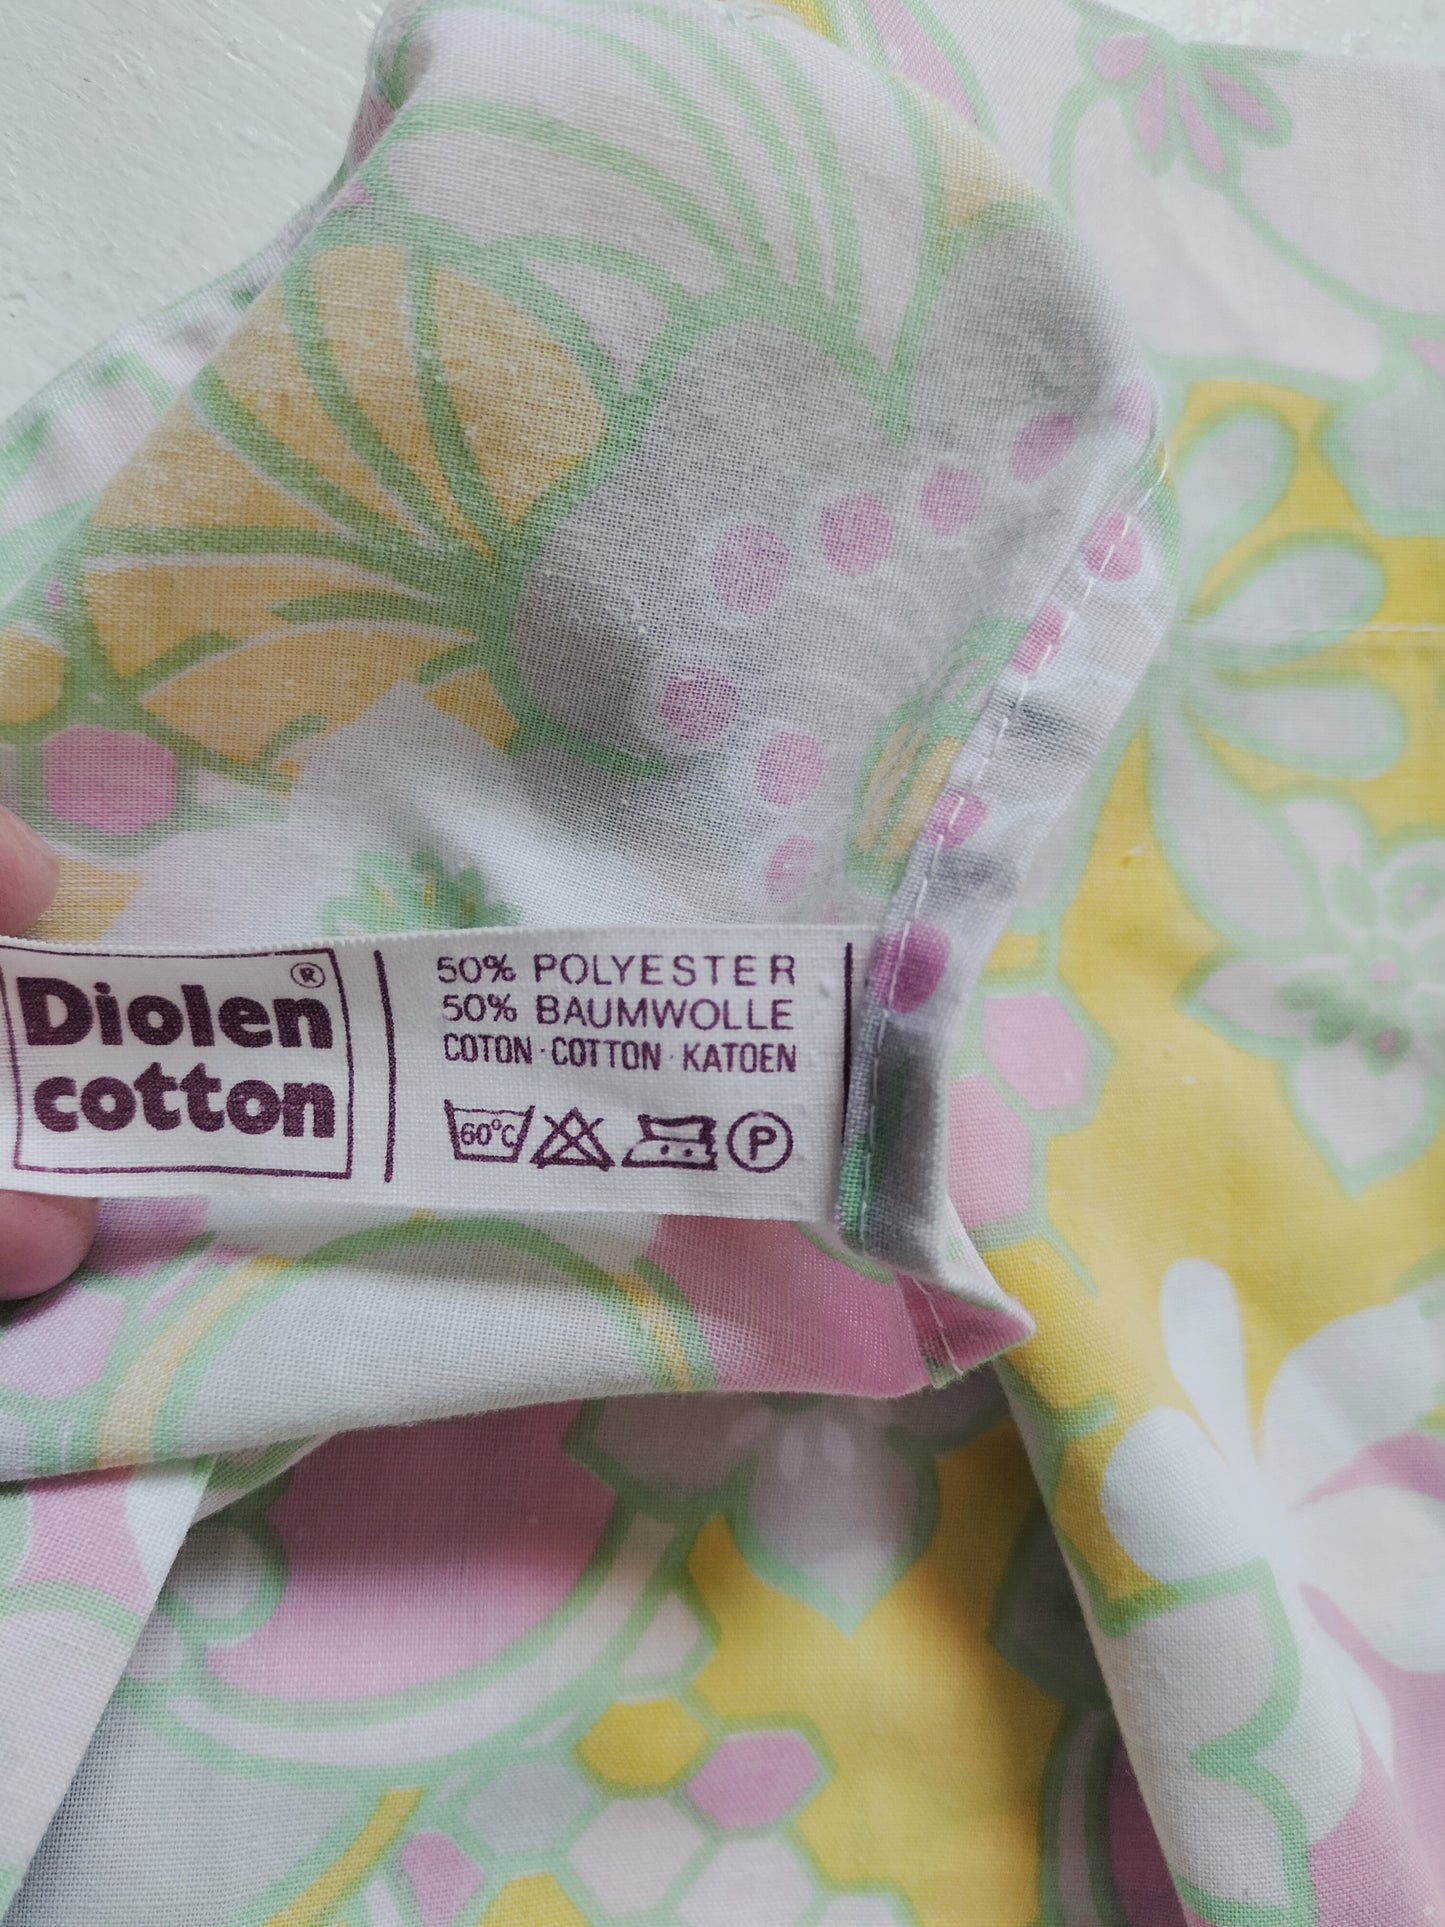 Diolen®
cotton
50% POLYESTER
50% BAUMWOLLE
COTON · COTTON · KATOEN
60°C P